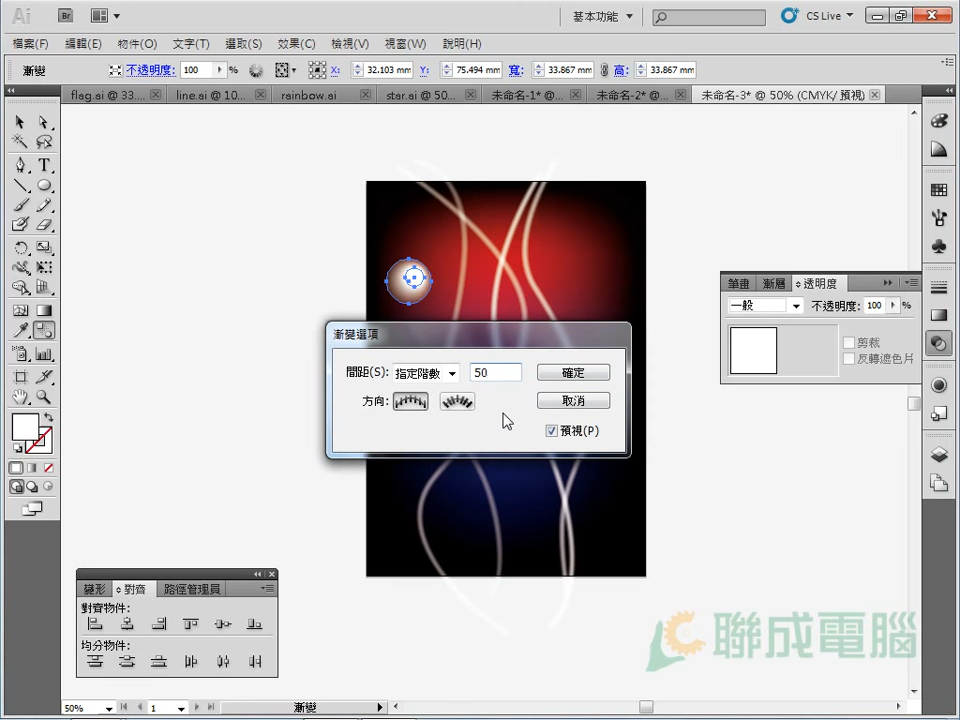 Ai Br 基本功能 CS Live
檔案(F) 編輯(E) 物件(O) 文字(T) 選取(S) 效果(C) 檢視(V) 視窗(W) 說明(H)
漸變 不透明度: 100 % X: 32.103 mm Y: 75.494 mm 寬: 33.867 mm 高: 33.867 mm
flag.ai @ 33.... line.ai @ 10... rainbow.ai star.ai @ 50... 未命名-1* @... 未命名-2* @... 未命名-3* @ 50% (CMYK/ 預視)
筆畫 漸層 透明度
一般 不透明度: 100 %
剪裁
反轉遮色片
漸變選項
間距(S): 指定階數 50 確定
方向: 取消
預視(P)
變形 對齊 路徑管理員
對齊物件:
均分物件:
聯成電腦
50% 1 漸變